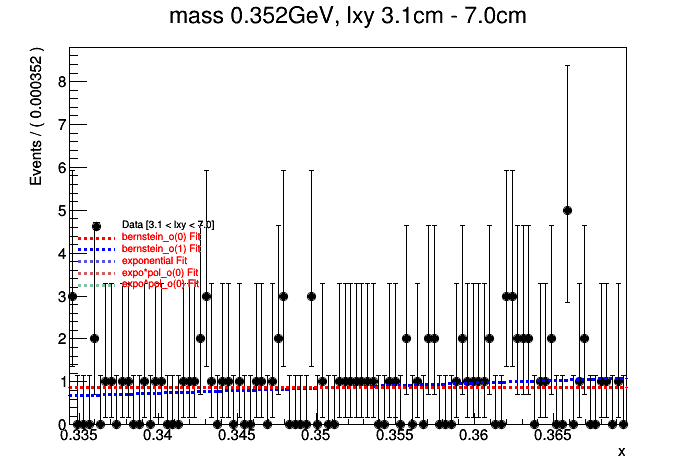 mass 0.352GeV, lxy 3.1cm - 7.0cm
Events / ( 0.000352 )
8
7
6
5
4
3
2
1
0
Data [3.1 < lxy < 7.0]
bernstein_o(0) Fit
bernstein_o(1) Fit
exponential Fit
expo*pol_o(0) Fit
expo*pol_o(0) Fit
0.335 0.34 0.345 0.35 0.355 0.36 0.365
x